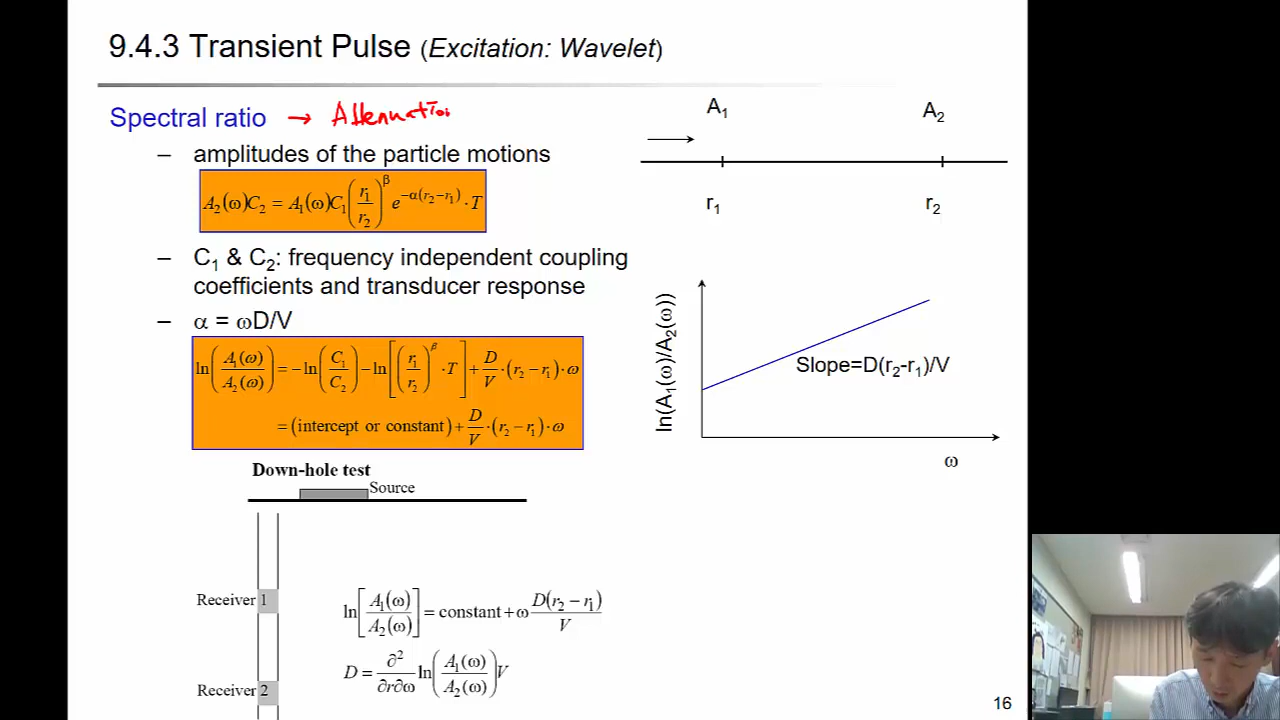 9.4.3 Transient Pulse (Excitation: Wavelet)
Spectral ratio → Attenuation
– amplitudes of the particle motions
A₂(ω)C₂ = A₁(ω)C₁(r₁/r₂)^β e^{−α(r₂−r₁)} · T
– C₁ & C₂: frequency independent coupling
coefficients and transducer response
– α = ωD/V
ln(A₁(ω)/A₂(ω)) = −ln(C₁/C₂) −ln[(r₁/r₂)^β · T] + D/V · (r₂ − r₁) · ω
= (intercept or constant) + D/V · (r₂ − r₁) · ω
A₁
A₂
r₁
r₂
ln(A₁(ω)/A₂(ω))
Slope=D(r₂-r₁)/V
ω
Down-hole test
Source
Receiver 1
ln[A₁(ω)/A₂(ω)] = constant + ω D(r₂ − r₁)/V
D = ∂²/∂r∂ω ln(A₁(ω)/A₂(ω))V
Receiver 2
16